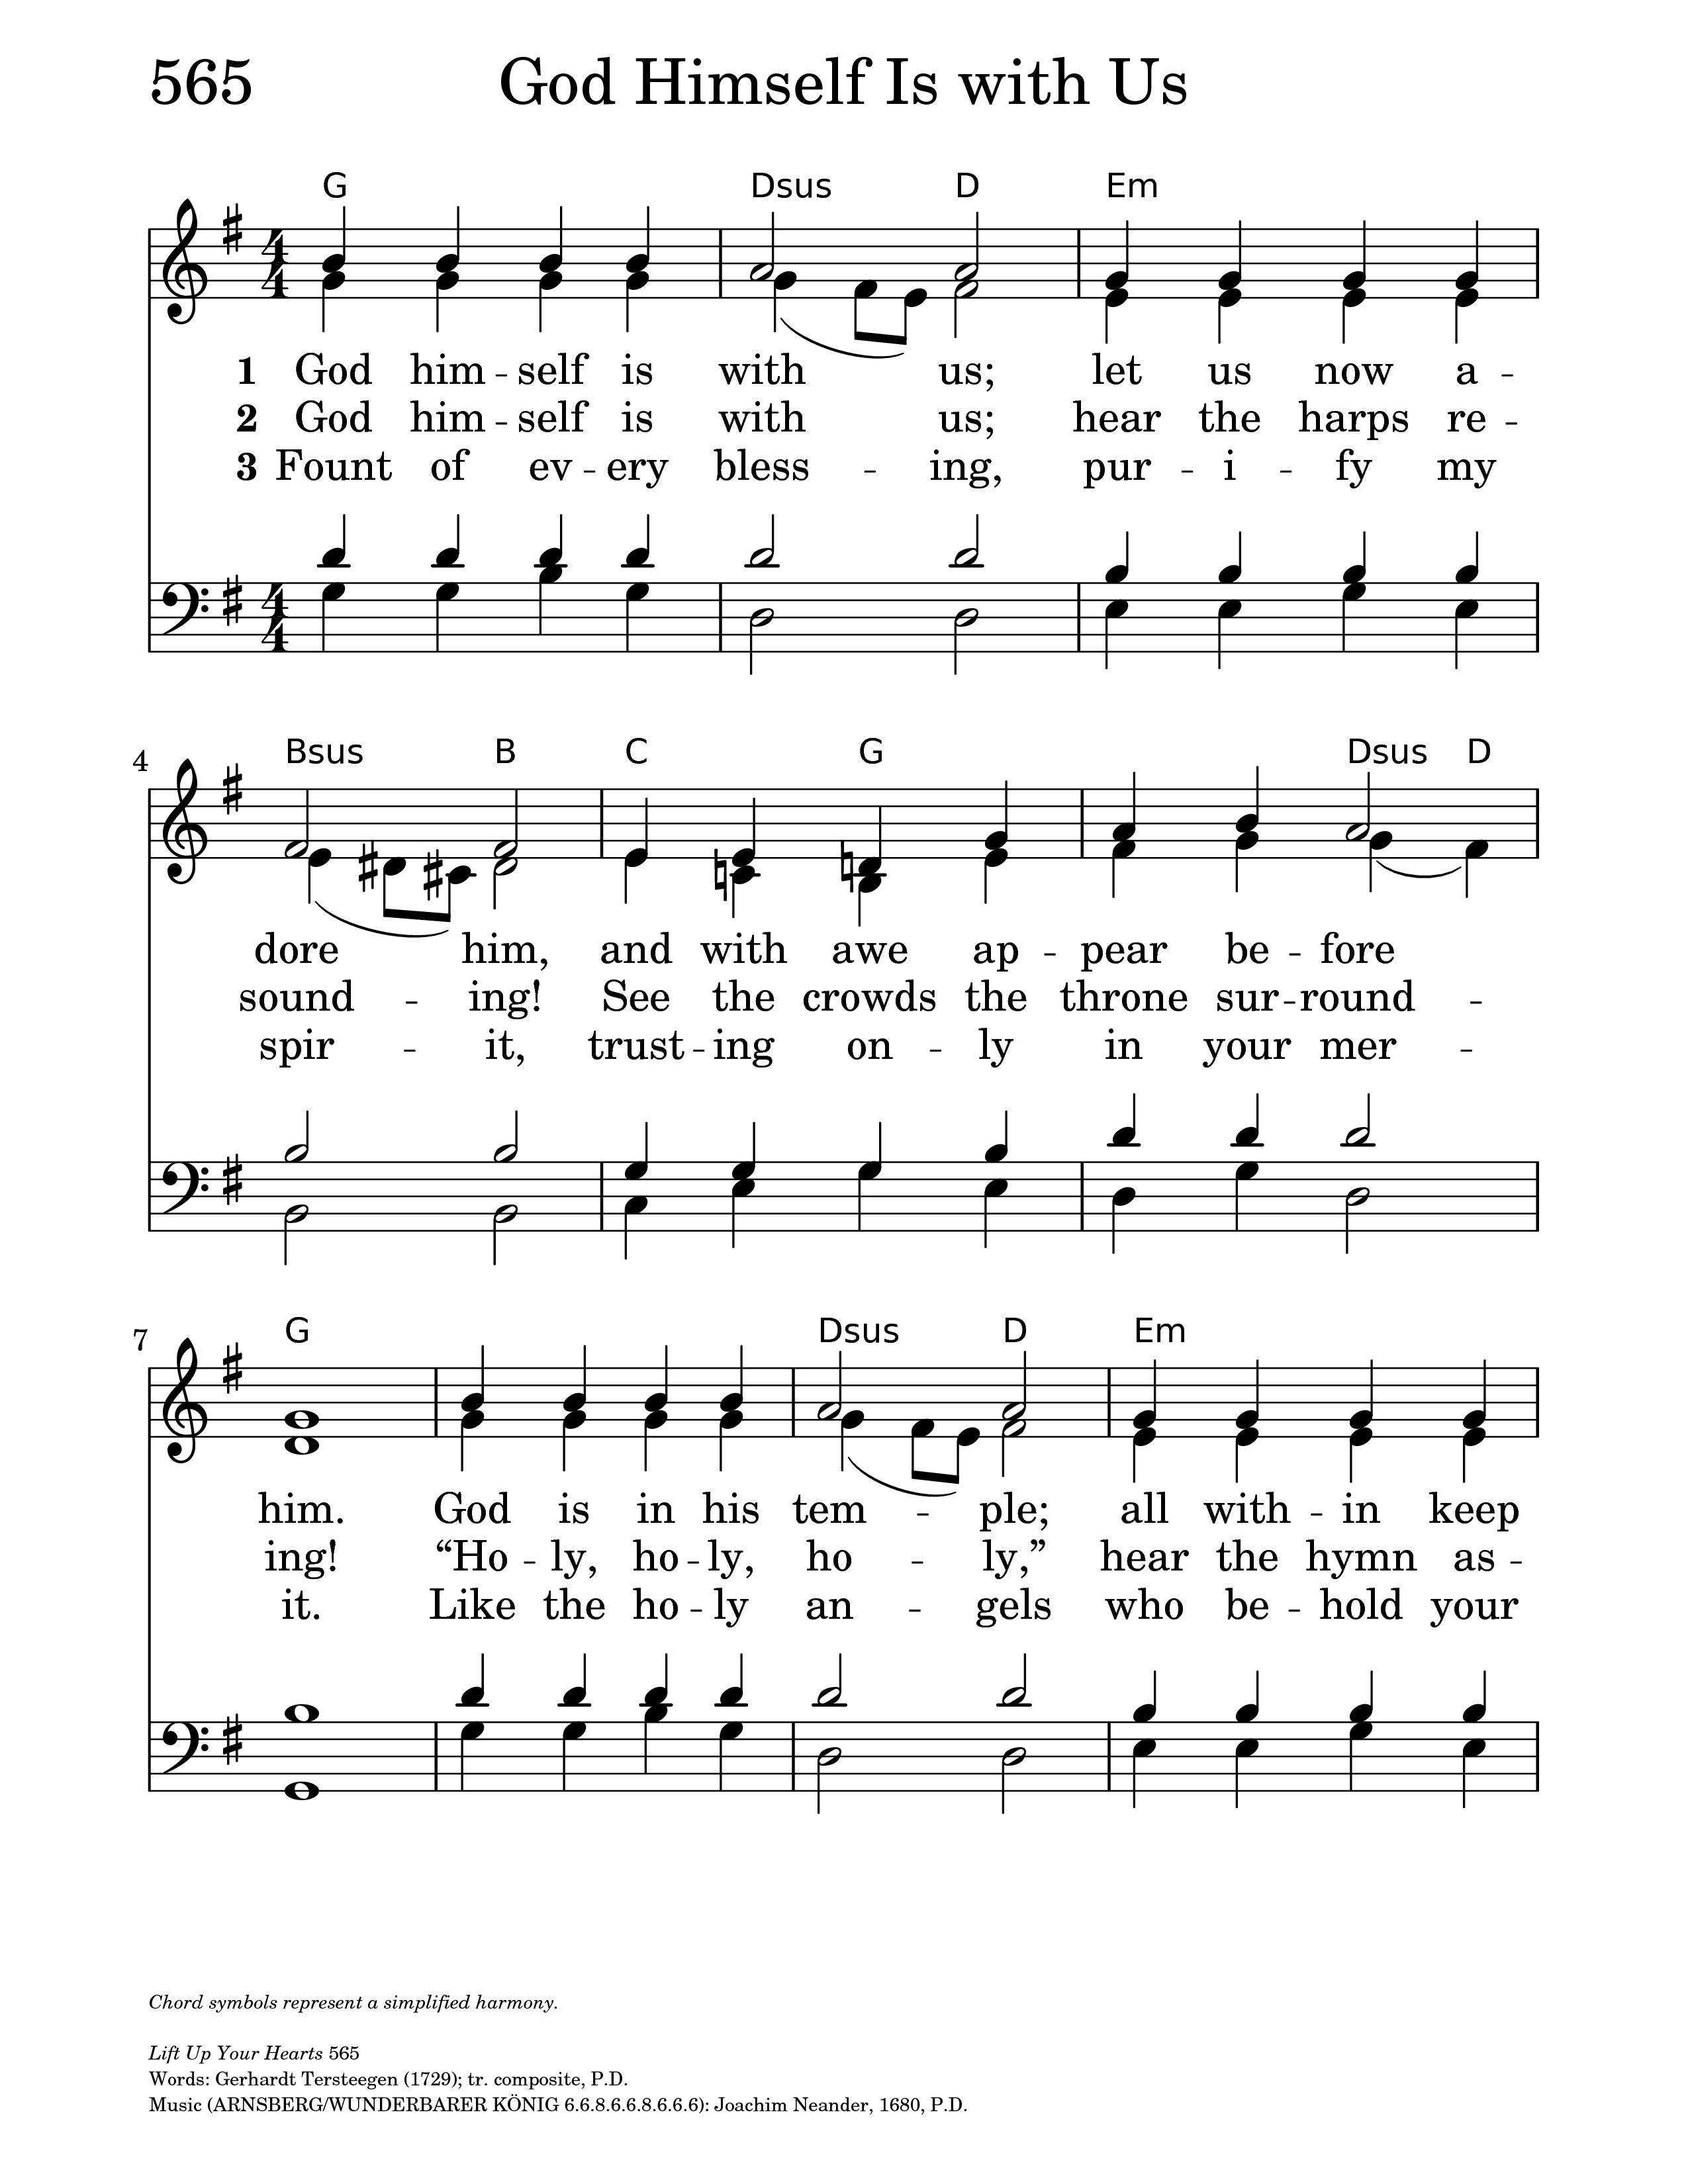 565 God Himself Is with Us
G Dsus D Em
1 God him - self is with us; let us now a -
2 God him - self is with us; hear the harps re -
3 Fount of ev - ery bless - ing, pur - i - fy my
4 Bsus B C G Dsus D
dore him, and with awe ap - pear be - fore
sound - ing! See the crowds the throne sur - round -
spir - it, trust - ing on - ly in your mer -
7 G Dsus D Em
him. God is in his tem - ple; all with - in keep
ing! “Ho - ly, ho - ly, ho - ly,” hear the hymn as -
it. Like the ho - ly an - gels who be - hold your
Chord symbols represent a simplified harmony.
Lift Up Your Hearts 565
Words: Gerhardt Tersteegen (1729); tr. composite, P.D.
Music (ARNSBERG/WUNDERBARER KÖNIG 6.6.8.6.6.8.6.6.6): Joachim Neander, 1680, P.D.